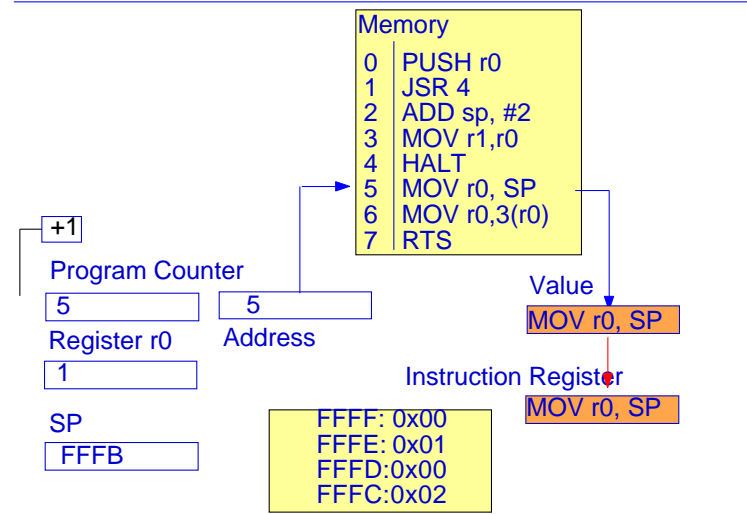 Memory
0 PUSH r0
1 JSR 4
2 ADD sp, #2
3 MOV r1,r0
4 HALT
5 MOV r0, SP
6 MOV r0,3(r0)
7 RTS
+1
Program Counter
5
5
Address
Register r0
1
SP
FFFB
Value
MOV r0, SP
Instruction Register
MOV r0, SP
FFFF: 0x00
FFFE: 0x01
FFFD:0x00
FFFC:0x02